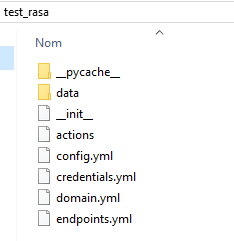 test_rasa
Nom
__pycache__
data
__init__
actions
config.yml
credentials.yml
domain.yml
endpoints.yml